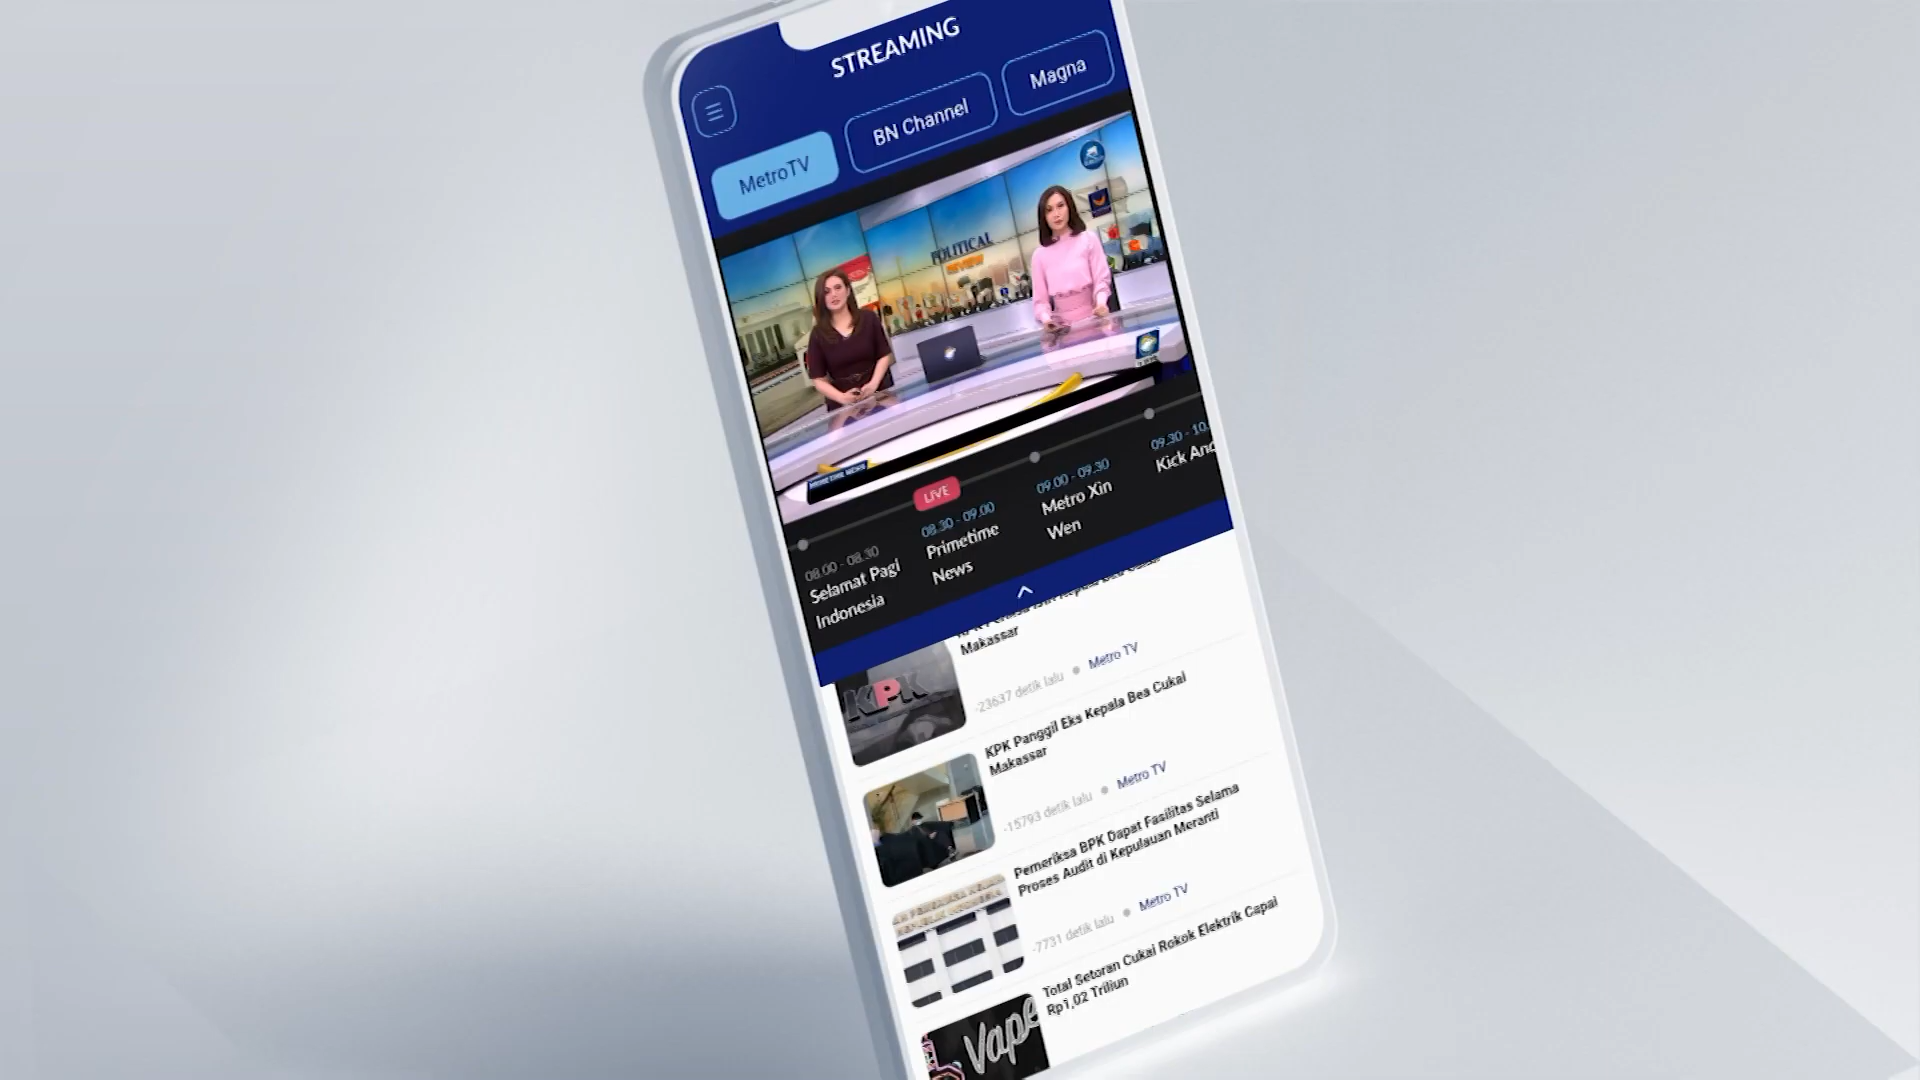 STREAMING
MetroTV
BN Channel
Magna
POLITICAL
REVIEW
PRIMETIME NEWS
LIVE
08.00 - 08.30
Selamat Pagi
Indonesia
08.30 - 09.00
Primetime
News
09.00 - 09.30
Metro Xin
Wen
09.30 - 10.
Kick And
Makassar
-23637 detik lalu
Metro TV
KPK
KPK Panggil Eks Kepala Bea Cukai
Makassar
-15793 detik lalu
Metro TV
Pemeriksa BPK Dapat Fasilitas Selama
Proses Audit di Kepulauan Meranti
-7731 detik lalu
Metro TV
Total Setoran Cukai Rokok Elektrik Capai
Rp1,02 Triliun
Vape